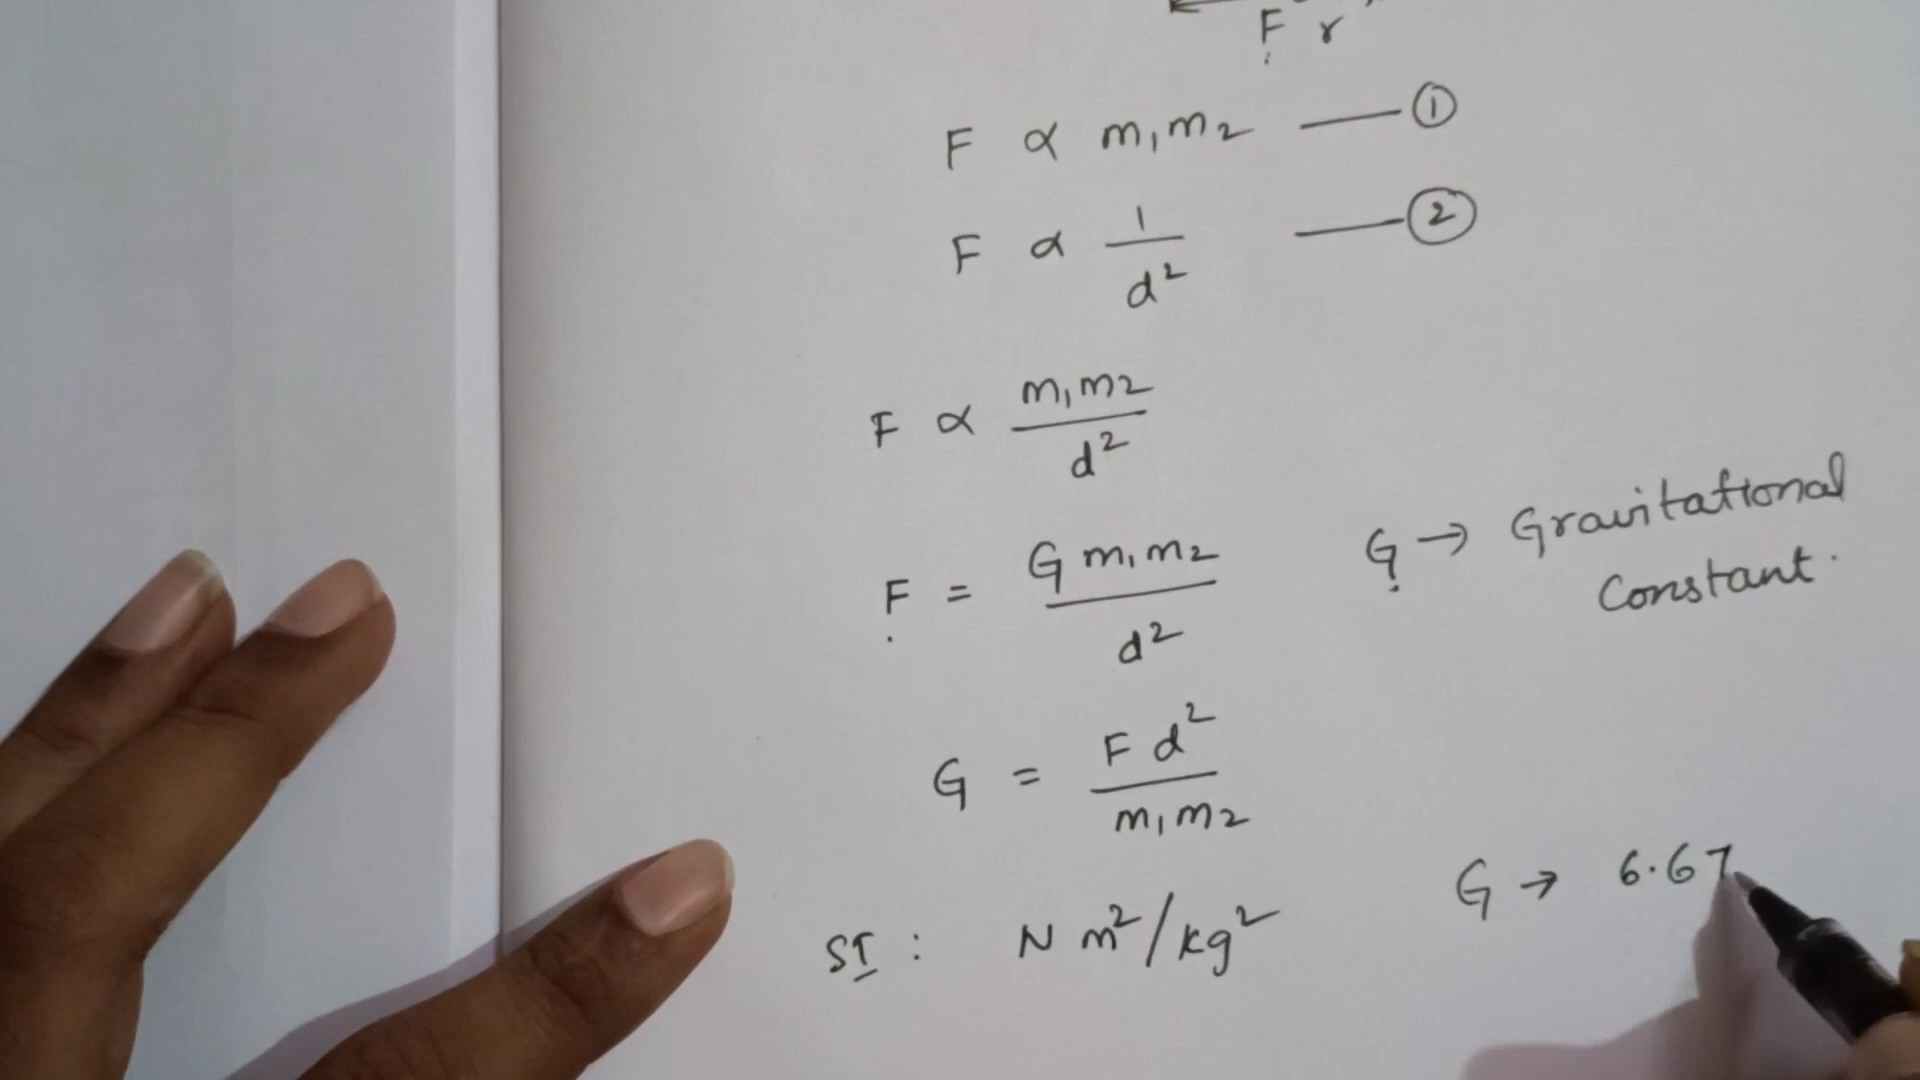 F r
F ∝ m₁m₂ —— ①
F ∝ 1/d² —— ②
F ∝ m₁m₂/d²
F = G m₁m₂/d² G → Gravitational
Constant.
G = F d²/m₁m₂
SI : N m²/kg² G → 6.67